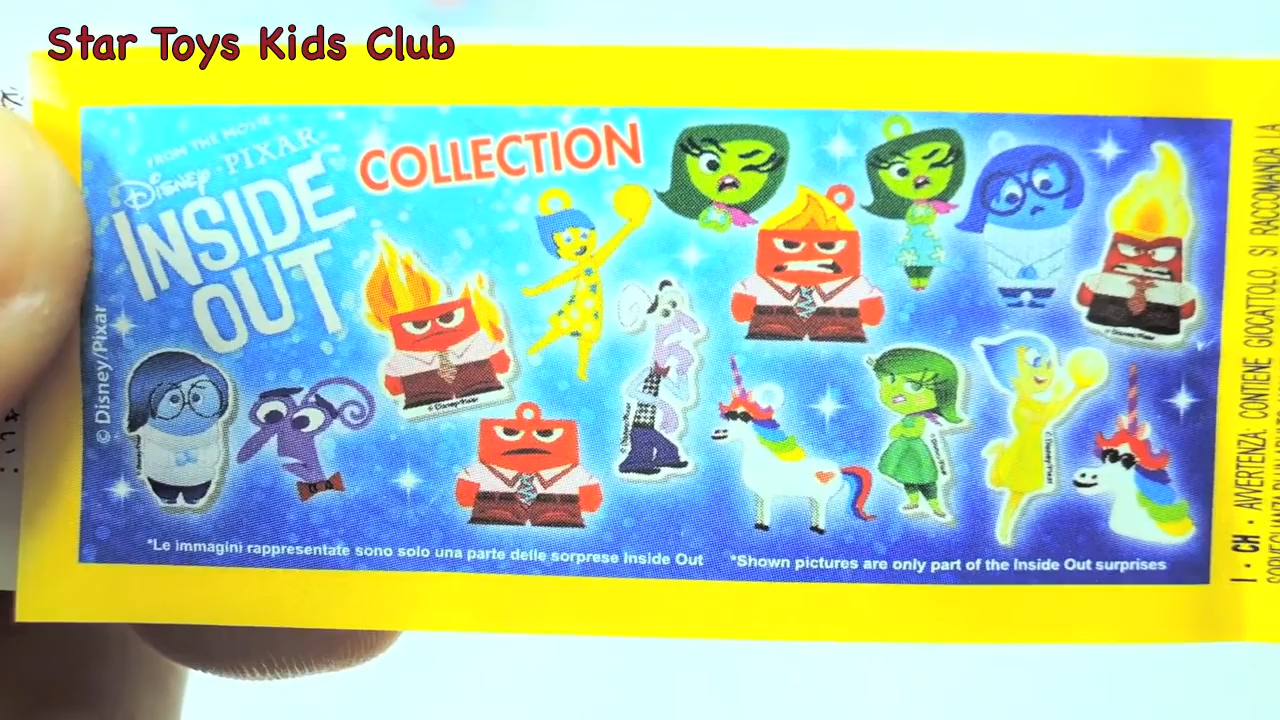 Star Toys Kids Club
FROM THE MOVIE
DISNEY · PIXAR
INSIDE
OUT
COLLECTION
© Disney/Pixar
*Le immagini rappresentate sono solo una parte delle sorprese Inside Out
*Shown pictures are only part of the Inside Out surprises
I · CH · AVVERTENZA: CONTIENE GIOCATTOLO. SI RACCOMANDA LA